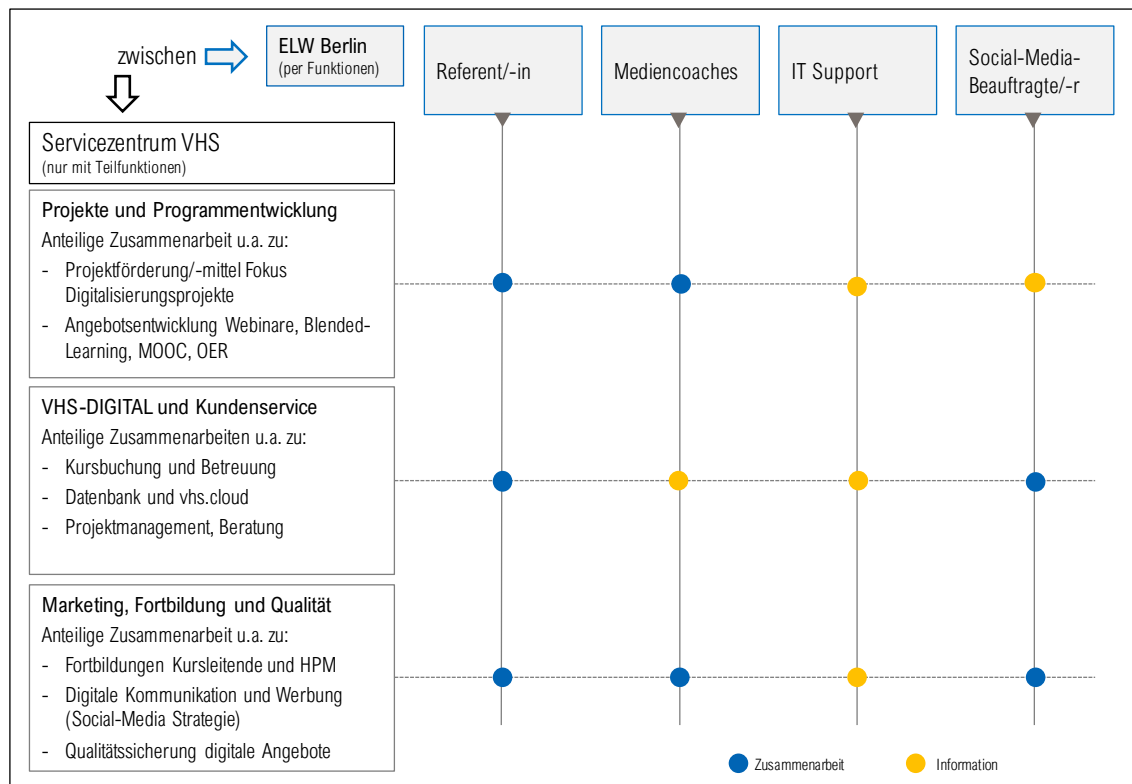 zwischen
ELW Berlin
(per Funktionen)
Referent/-in
Mediencoaches
IT Support
Social-Media-
Beauftragte/-r
Servicezentrum VHS
(nur mit Teilfunktionen)
Projekte und Programmentwicklung
Anteilige Zusammenarbeit u.a. zu:
- Projektförderung/-mittel Fokus
Digitalisierungsprojekte
- Angebotsentwicklung Webinare, Blended-
Learning, MOOC, OER
VHS-DIGITAL und Kundenservice
Anteilige Zusammenarbeiten u.a. zu:
- Kursbuchung und Betreuung
- Datenbank und vhs.cloud
- Projektmanagement, Beratung
Marketing, Fortbildung und Qualität
Anteilige Zusammenarbeit u.a. zu:
- Fortbildungen Kursleitende und HPM
- Digitale Kommunikation und Werbung
(Social-Media Strategie)
- Qualitätssicherung digitale Angebote
Zusammenarbeit
Information